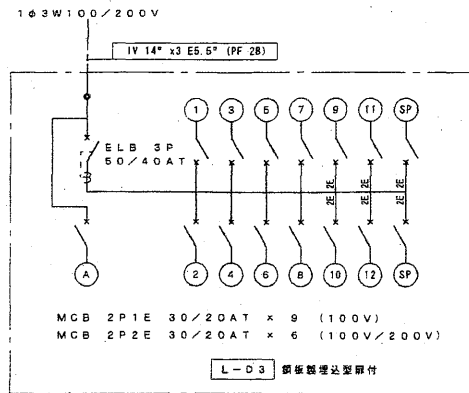 1φ3W100/200V
IV 14° x3 E5.5° (PF 28)
1 3 5 7 9 11 SP
ELB 3P
50/40AT
2E 2E 2E
2E 2E 2E
A 2 4 6 8 10 12 SP
MCB 2P1E 30/20AT × 9 (100V)
MCB 2P2E 30/20AT × 6 (100V/200V)
L-D3 鋼板製埋込型扉付